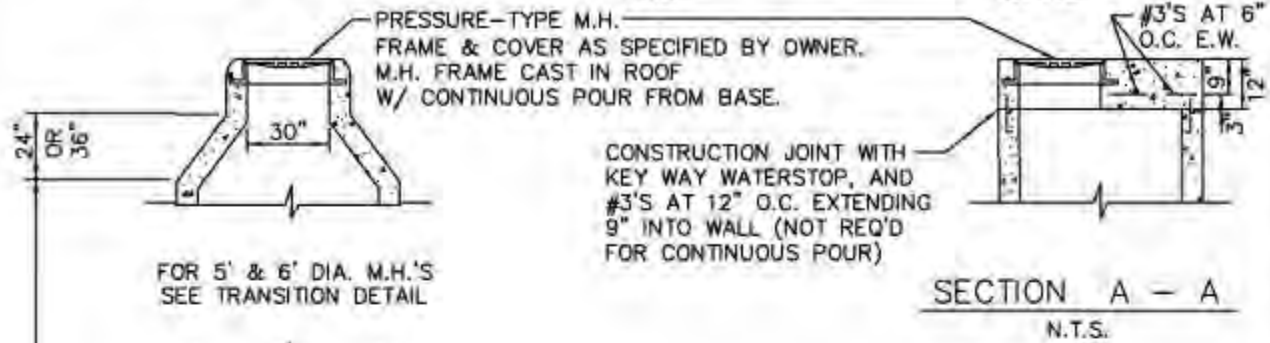 PRESSURE-TYPE M.H.
FRAME & COVER AS SPECIFIED BY OWNER.
M.H. FRAME CAST IN ROOF
W/ CONTINUOUS POUR FROM BASE.
#3'S AT 6"
O.C. E.W.
9"
12"
3"
24"
OR
36"
30"
CONSTRUCTION JOINT WITH
KEY WAY WATERSTOP, AND
#3'S AT 12" O.C. EXTENDING
9" INTO WALL (NOT REQ'D
FOR CONTINUOUS POUR)
FOR 5' & 6' DIA. M.H.'S
SEE TRANSITION DETAIL
SECTION A - A
N.T.S.